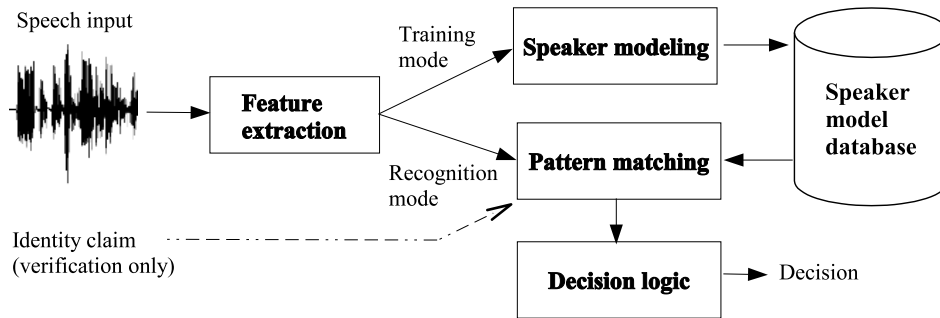 Speech input
Training
mode
Speaker modeling
Feature
extraction
Speaker
model
database
Recognition
mode
Pattern matching
Identity claim
(verification only)
Decision logic
Decision